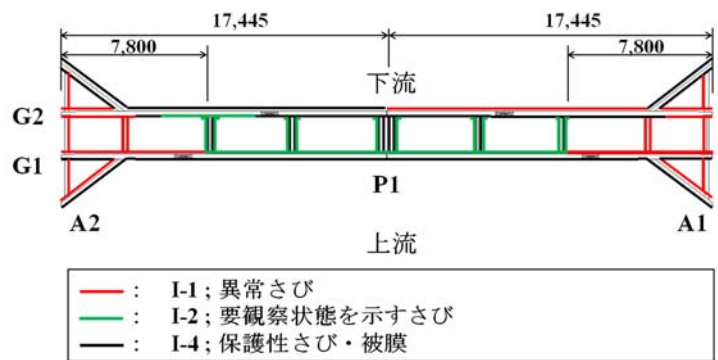 17,445 17,445
7,800 7,800
下流
G2
G1
P1
A2 A1
上流
: I-1 ; 異常さび
: I-2 ; 要観察状態を示すさび
: I-4 ; 保護性さび・被膜